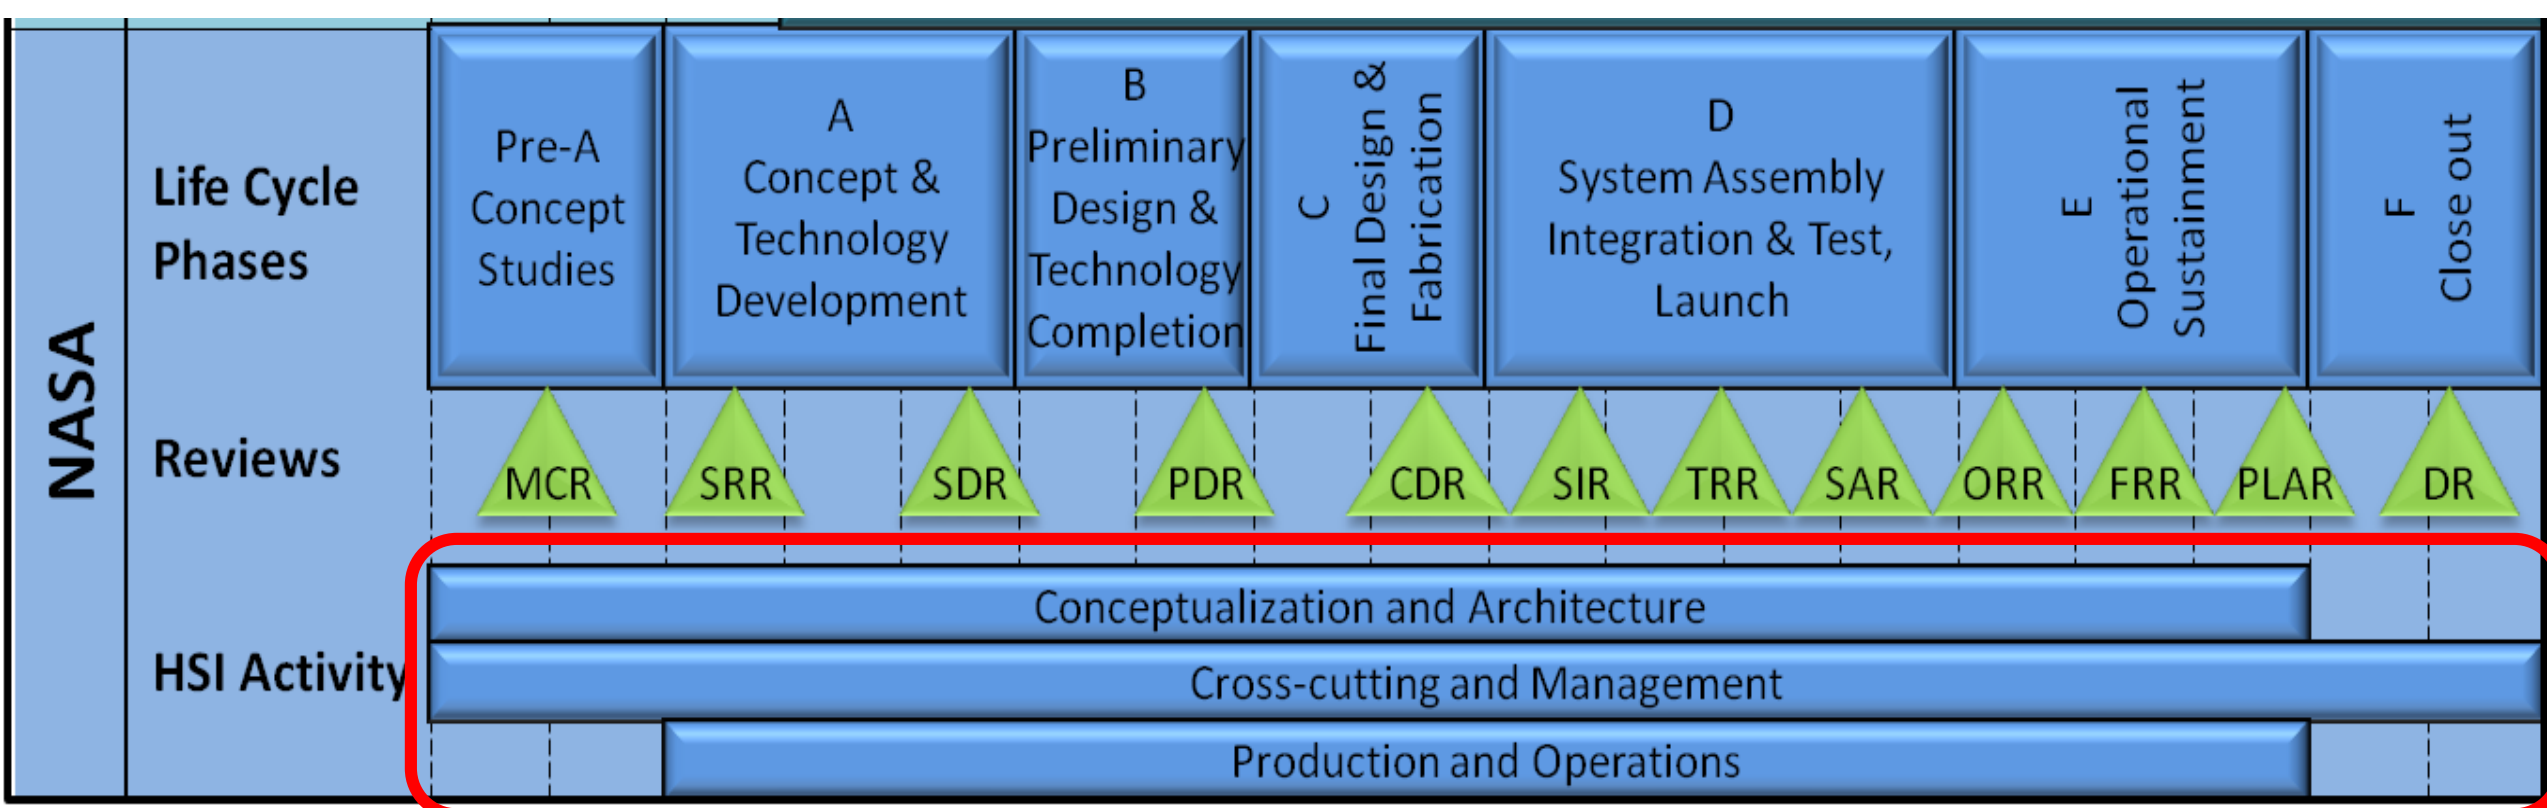 NASA
Life Cycle
Phases
Pre-A
Concept
Studies
A
Concept &
Technology
Development
B
Preliminary
Design &
Technology
Completion
C
Final Design &
Fabrication
D
System Assembly
Integration & Test,
Launch
E
Operational
Sustainment
F
Close out
Reviews
MCR
SRR
SDR
PDR
CDR
SIR
TRR
SAR
ORR
FRR
PLAR
DR
HSI Activity
Conceptualization and Architecture
Cross-cutting and Management
Production and Operations